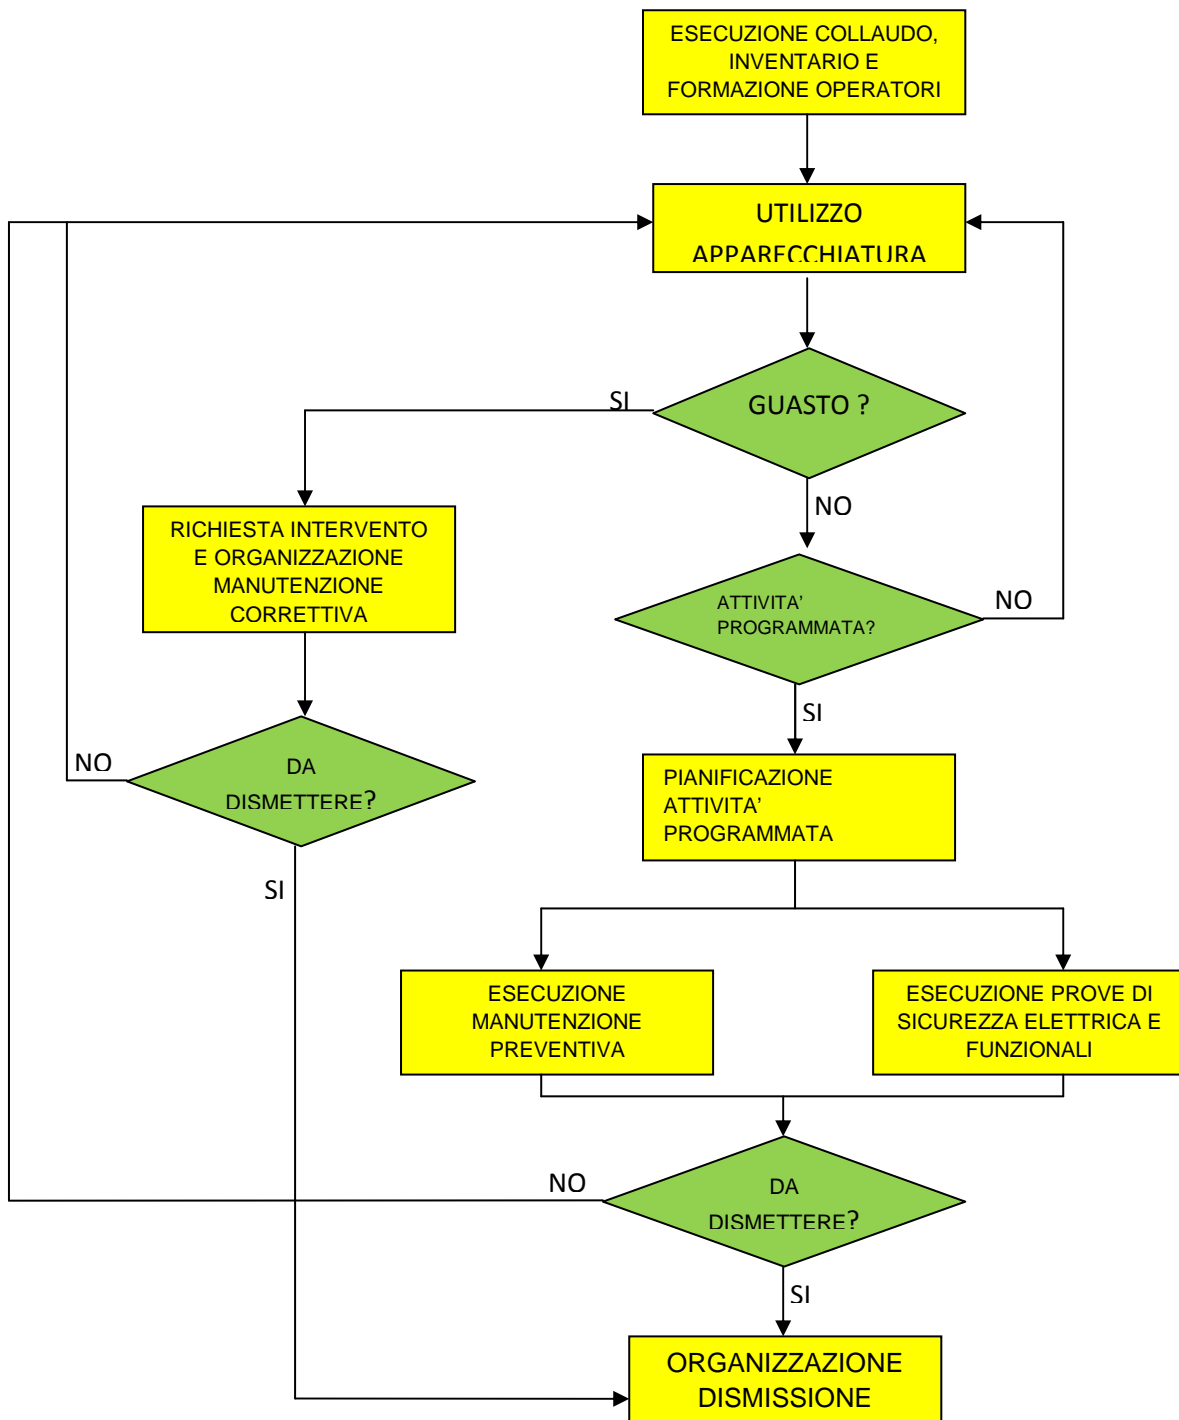 ESECUZIONE COLLAUDO,
INVENTARIO E
FORMAZIONE OPERATORI
UTILIZZO
APPARECCHIATURA
GUASTO ?
SI
NO
RICHIESTA INTERVENTO
E ORGANIZZAZIONE
MANUTENZIONE
CORRETTIVA
ATTIVITA’
PROGRAMMATA?
NO
SI
DA
DISMETTERE?
NO
SI
PIANIFICAZIONE
ATTIVITA’
PROGRAMMATA
ESECUZIONE
MANUTENZIONE
PREVENTIVA
ESECUZIONE PROVE DI
SICUREZZA ELETTRICA E
FUNZIONALI
DA
DISMETTERE?
NO
SI
ORGANIZZAZIONE
DISMISSIONE